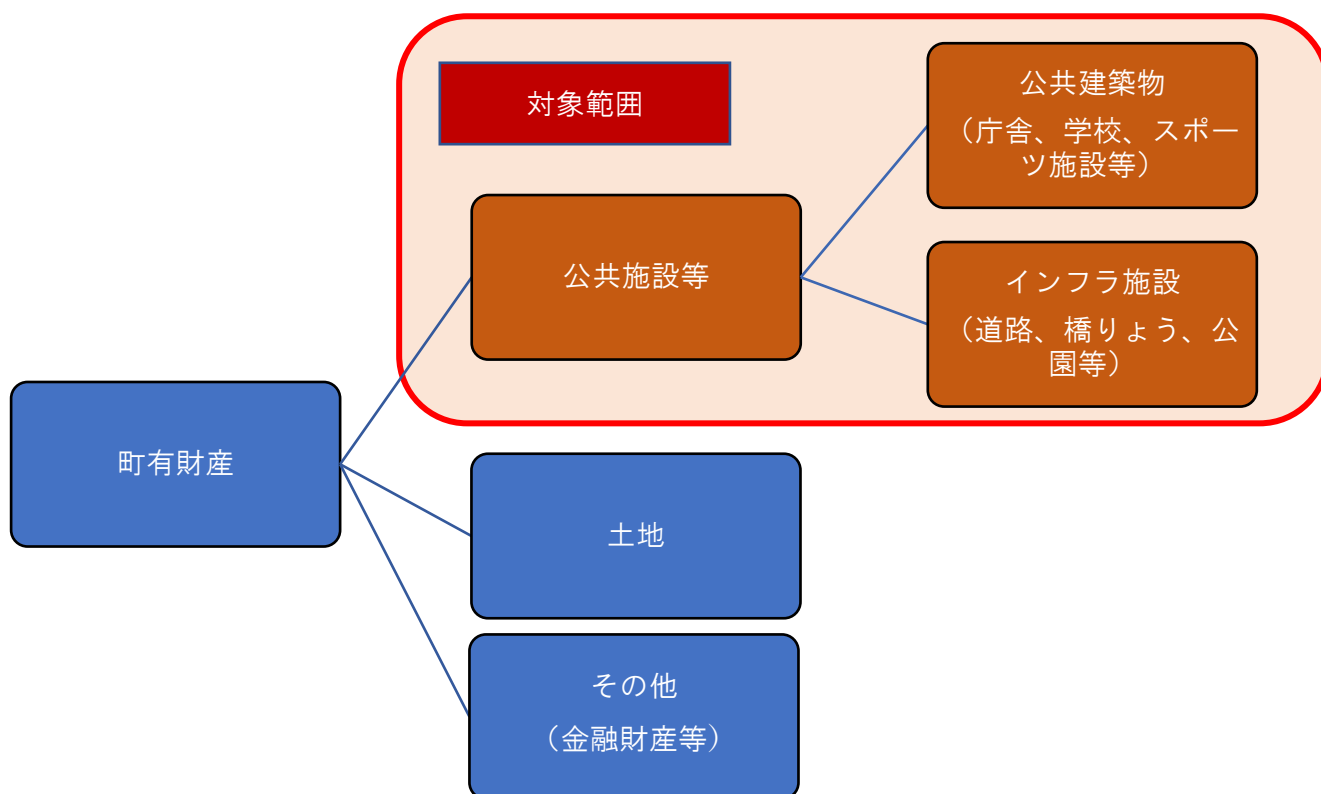 対象範囲
公共建築物
（庁舎、学校、スポー
ツ施設等）
公共施設等
インフラ施設
（道路、橋りょう、公
園等）
町有財産
土地
その他
（金融財産等）